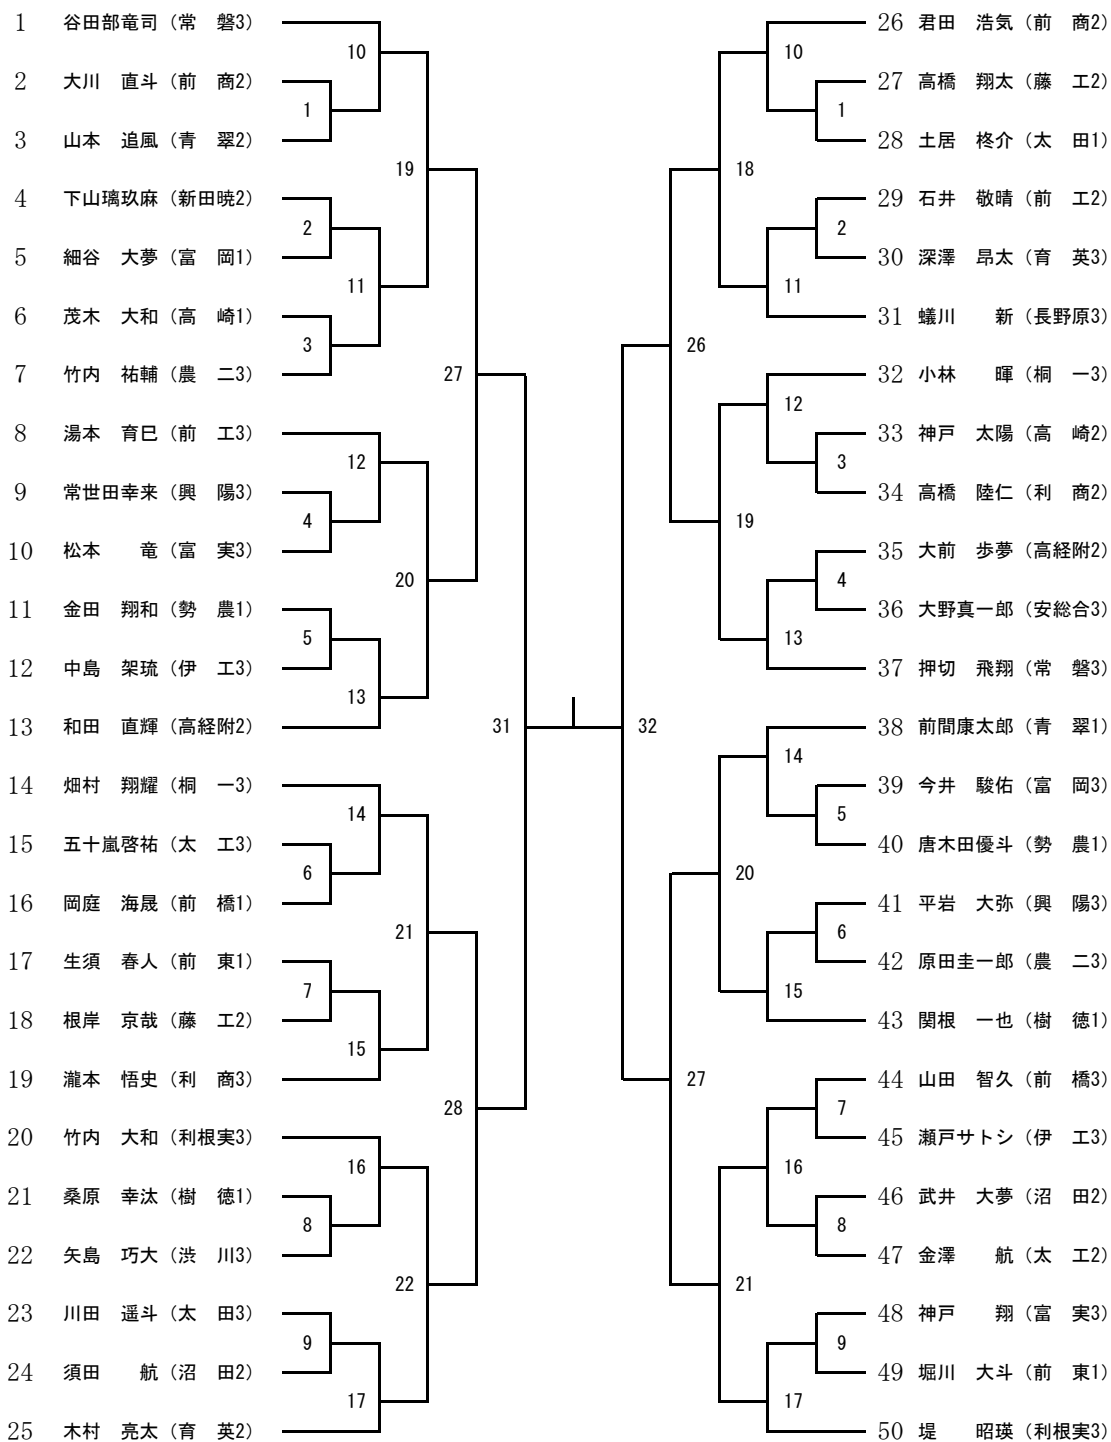 1 谷田部竜司（常　磐3）
10
2 大川　直斗（前　商2）
1
3 山本　追風（青　翠2）
19
4 下山璃玖麻（新田暁2）
2
5 細谷　大夢（富　岡1）
11
6 茂木　大和（高　崎1）
3
7 竹内　祐輔（農　二3）
27
8 湯本　育巳（前　工3）
12
9 常世田幸来（興　陽3）
4
10 松本　　竜（富　実3）
20
11 金田　翔和（勢　農1）
5
12 中島　架琉（伊　工3）
13
13 和田　直輝（高経附2）
31
14 畑村　翔耀（桐　一3）
14
15 五十嵐啓祐（太　工3）
6
16 岡庭　海晟（前　橋1）
21
17 生須　春人（前　東1）
7
18 根岸　京哉（藤　工2）
15
19 瀧本　悟史（利　商3）
28
20 竹内　大和（利根実3）
16
21 桑原　幸汰（樹　徳1）
8
22 矢島　巧大（渋　川3）
22
23 川田　遥斗（太　田3）
9
24 須田　　航（沼　田2）
17
25 木村　亮太（育　英2）
26 君田　浩気（前　商2）
10
27 高橋　翔太（藤　工2）
1
28 土居　柊介（太　田1）
18
29 石井　敬晴（前　工2）
2
30 深澤　昂太（育　英3）
11
31 蟻川　　新（長野原3）
26
32 小林　　暉（桐　一3）
12
33 神戸　太陽（高　崎2）
3
34 高橋　陸仁（利　商2）
19
35 大前　歩夢（高経附2）
4
36 大野真一郎（安総合3）
13
37 押切　飛翔（常　磐3）
32
38 前間康太郎（青　翠1）
14
39 今井　駿佑（富　岡3）
5
40 唐木田優斗（勢　農1）
20
41 平岩　大弥（興　陽3）
6
42 原田圭一郎（農　二3）
15
43 関根　一也（樹　徳1）
27
44 山田　智久（前　橋3）
7
45 瀬戸サトシ（伊　工3）
16
46 武井　大夢（沼　田2）
8
47 金澤　　航（太　工2）
21
48 神戸　　翔（富　実3）
9
49 堀川　大斗（前　東1）
17
50 堤　　昭瑛（利根実3）